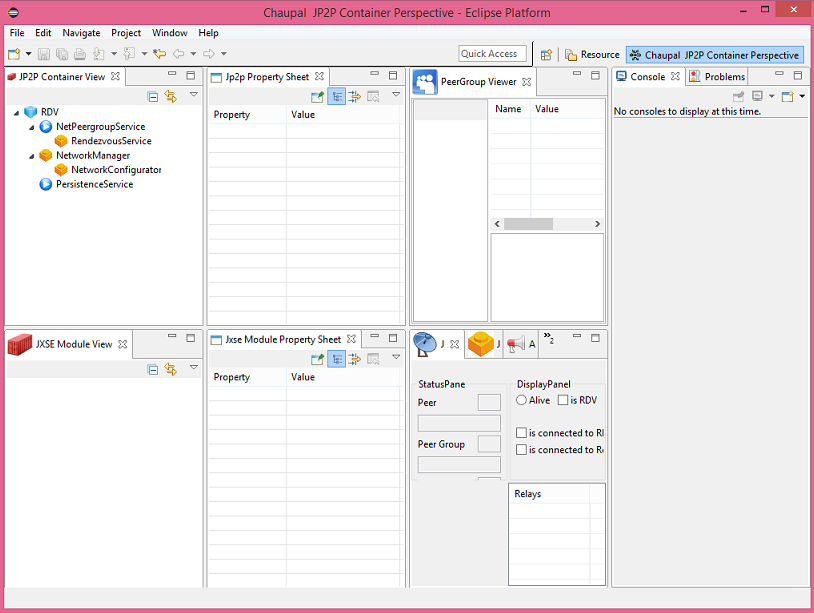 Chaupal JP2P Container Perspective - Eclipse Platform
File Edit Navigate Project Window Help
Quick Access
Resource
Chaupal JP2P Container Perspective
JP2P Container View
RDV
NetPeergroupService
RendezvousService
NetworkManager
NetworkConfigurator
PersistenceService
Jp2p Property Sheet
Property Value
PeerGroup Viewer
Name Value
Console
Problems
No consoles to display at this time.
JXSE Module View
Jxse Module Property Sheet
Property Value
J
J
A
2
StatusPane
Peer
Peer Group
DisplayPanel
Alive is RDV
is connected to
is connected to
Relays